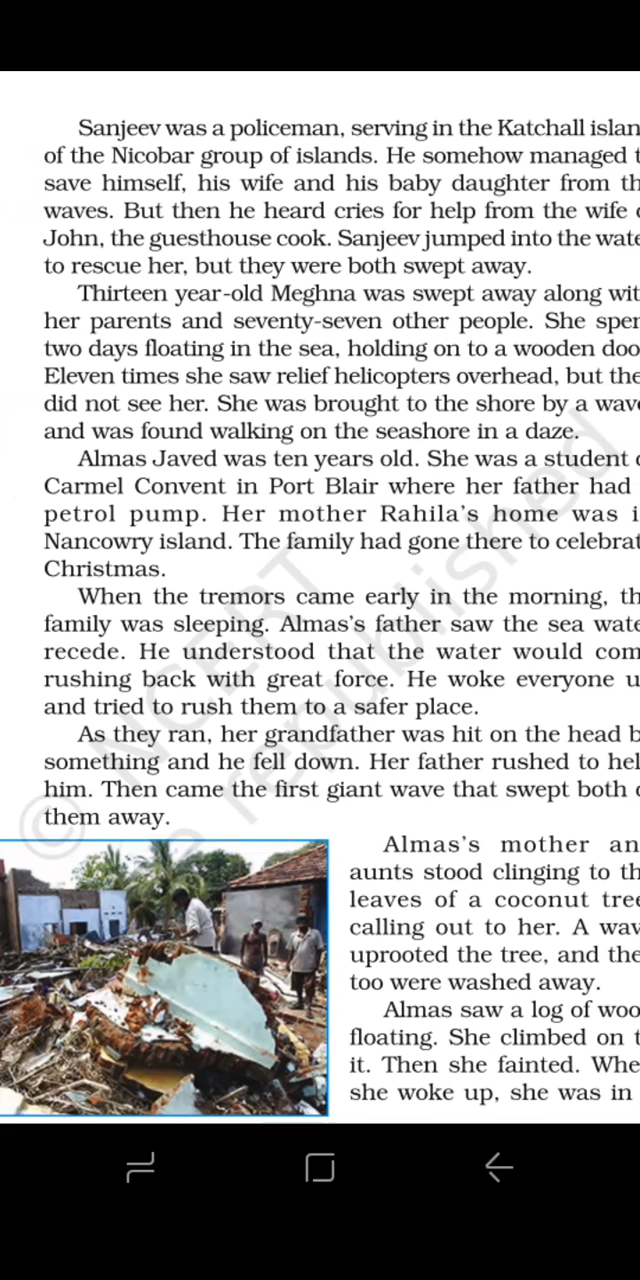 Sanjeev was a policeman, serving in the Katchall islan
of the Nicobar group of islands. He somehow managed t
save himself, his wife and his baby daughter from th
waves. But then he heard cries for help from the wife
John, the guesthouse cook. Sanjeev jumped into the wate
to rescue her, but they were both swept away.
Thirteen year-old Meghna was swept away along wit
her parents and seventy-seven other people. She spen
two days floating in the sea, holding on to a wooden doo
Eleven times she saw relief helicopters overhead, but the
did not see her. She was brought to the shore by a wav
and was found walking on the seashore in a daze.
Almas Javed was ten years old. She was a student
Carmel Convent in Port Blair where her father had
petrol pump. Her mother Rahila's home was i
Nancowry island. The family had gone there to celebrat
Christmas.
When the tremors came early in the morning, th
family was sleeping. Almas's father saw the sea wate
recede. He understood that the water would com
rushing back with great force. He woke everyone u
and tried to rush them to a safer place.
As they ran, her grandfather was hit on the head b
something and he fell down. Her father rushed to hel
him. Then came the first giant wave that swept both
them away.
Almas's mother an
aunts stood clinging to th
leaves of a coconut tree
calling out to her. A wav
uprooted the tree, and the
too were washed away.
Almas saw a log of woo
floating. She climbed on t
it. Then she fainted. Whe
she woke up, she was in
© NCERT
republished